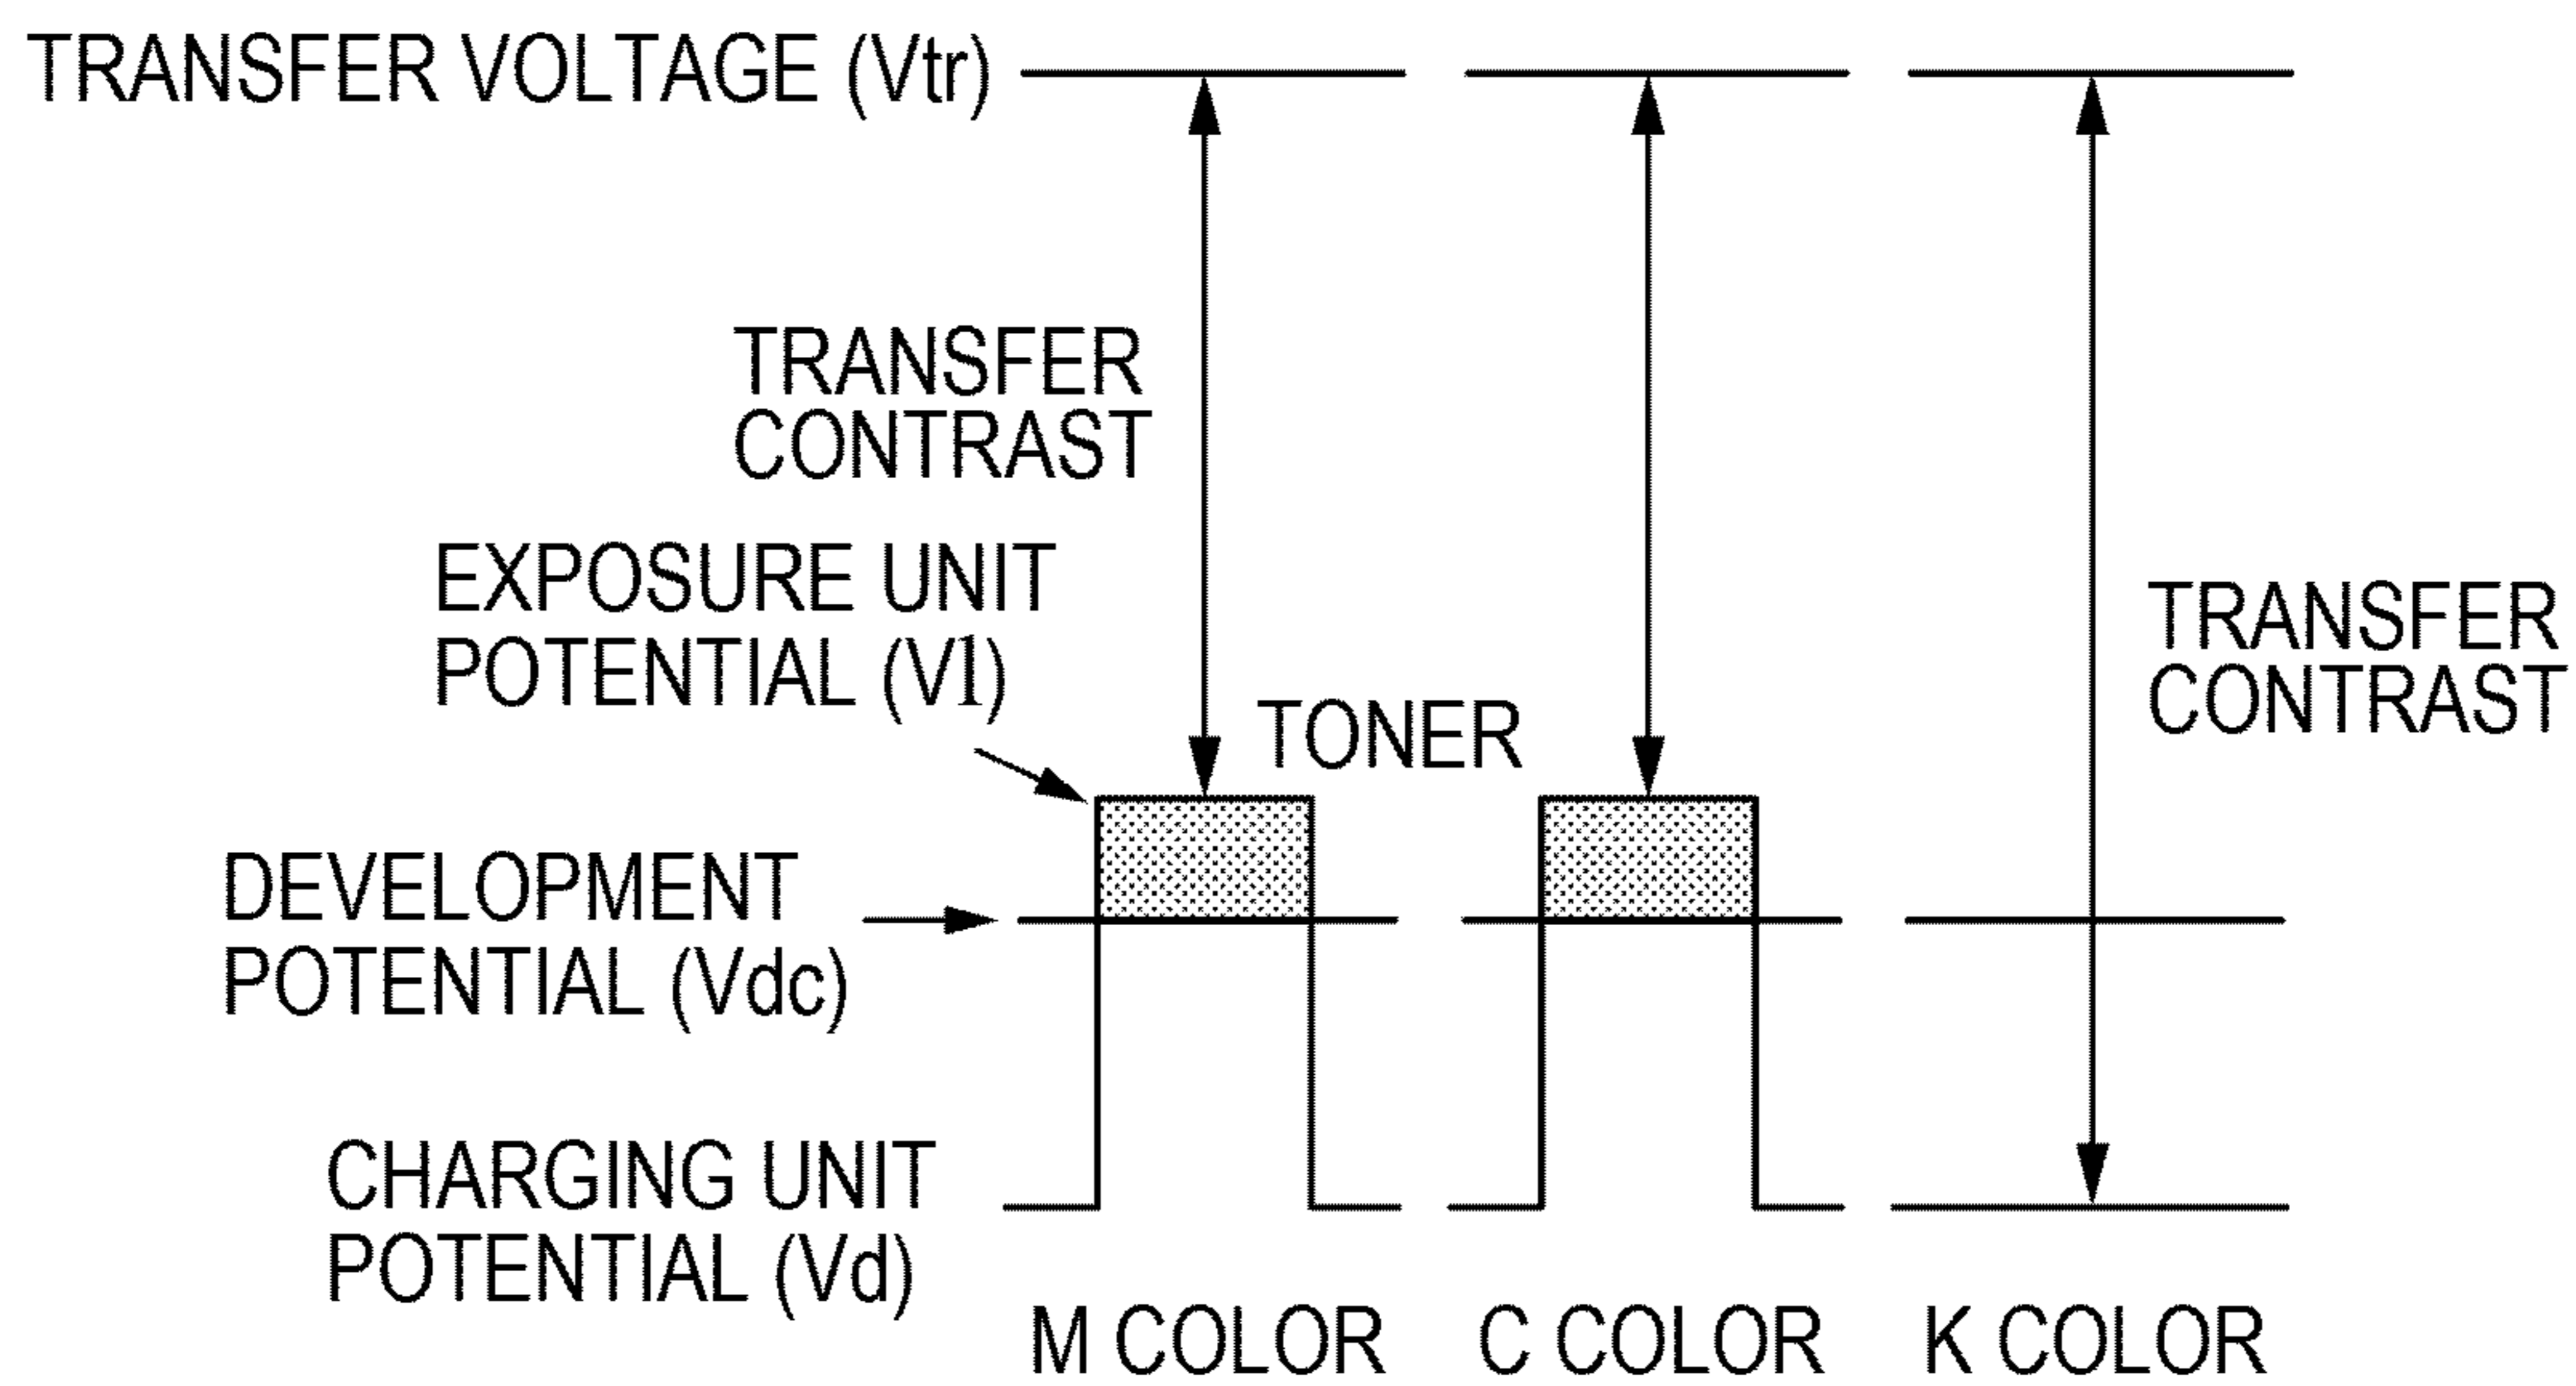 TRANSFER VOLTAGE (Vtr)
TRANSFER
CONTRAST
EXPOSURE UNIT
POTENTIAL (Vl)
TONER
TRANSFER
CONTRAST
DEVELOPMENT
POTENTIAL (Vdc)
CHARGING UNIT
POTENTIAL (Vd)
M COLOR
C COLOR
K COLOR